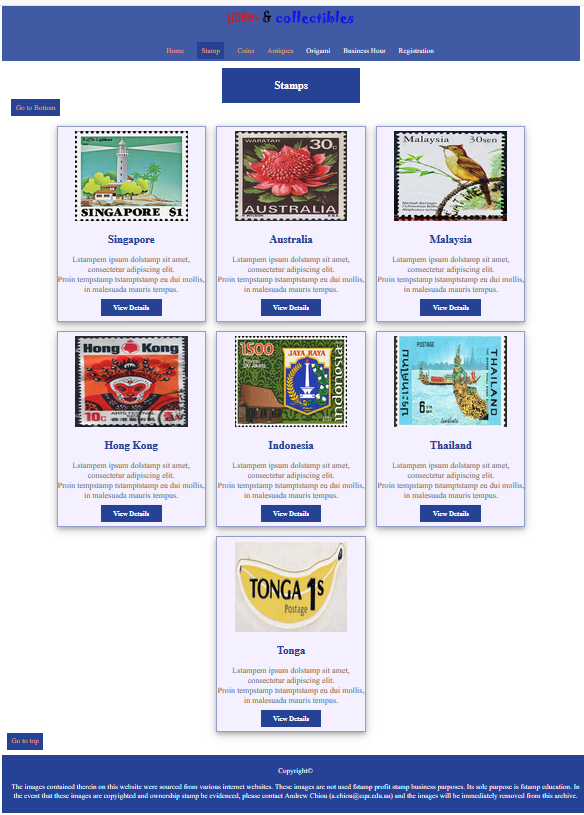 HOBBY & collectibles
Home Stamp Coins Antiques Origami Business Hour Registration
Stamps
Go to Bottom
SINGAPORE $1
WARATAH 30c
AUSTRALIA
Malaysia 30sen
Singapore
Australia
Malaysia
Lstampem ipsum dolstamp sit amet,
consectetur adipiscing elit.
Proin tempstamp tstamptstamp eu dui mollis,
in malesuada mauris tempus.
View Details
Lstampem ipsum dolstamp sit amet,
consectetur adipiscing elit.
Proin tempstamp tstamptstamp eu dui mollis,
in malesuada mauris tempus.
View Details
Lstampem ipsum dolstamp sit amet,
consectetur adipiscing elit.
Proin tempstamp tstamptstamp eu dui mollis,
in malesuada mauris tempus.
View Details
Hong Kong
10c
1500
JAYA RAYA
indonesia
POSTAGE
ประเทศไทย
THAILAND
6
Hong Kong
Indonesia
Thailand
Lstampem ipsum dolstamp sit amet,
consectetur adipiscing elit.
Proin tempstamp tstamptstamp eu dui mollis,
in malesuada mauris tempus.
View Details
Lstampem ipsum dolstamp sit amet,
consectetur adipiscing elit.
Proin tempstamp tstamptstamp eu dui mollis,
in malesuada mauris tempus.
View Details
Lstampem ipsum dolstamp sit amet,
consectetur adipiscing elit.
Proin tempstamp tstamptstamp eu dui mollis,
in malesuada mauris tempus.
View Details
TONGA 1s
Postage
Tonga
Lstampem ipsum dolstamp sit amet,
consectetur adipiscing elit.
Proin tempstamp tstamptstamp eu dui mollis,
in malesuada mauris tempus.
View Details
Go to top
Copyright©
The images contained therein on this website were sourced from various internet websites. These images are not used fstamp profit stamp business purposes. Its sole purpose is fstamp education. In
the event that these images are copyighted and ownership stamp be evidenced, please contact Andrew Chiou (a.chiou@cqu.edu.au) and the images will be immediately removed from this archive.